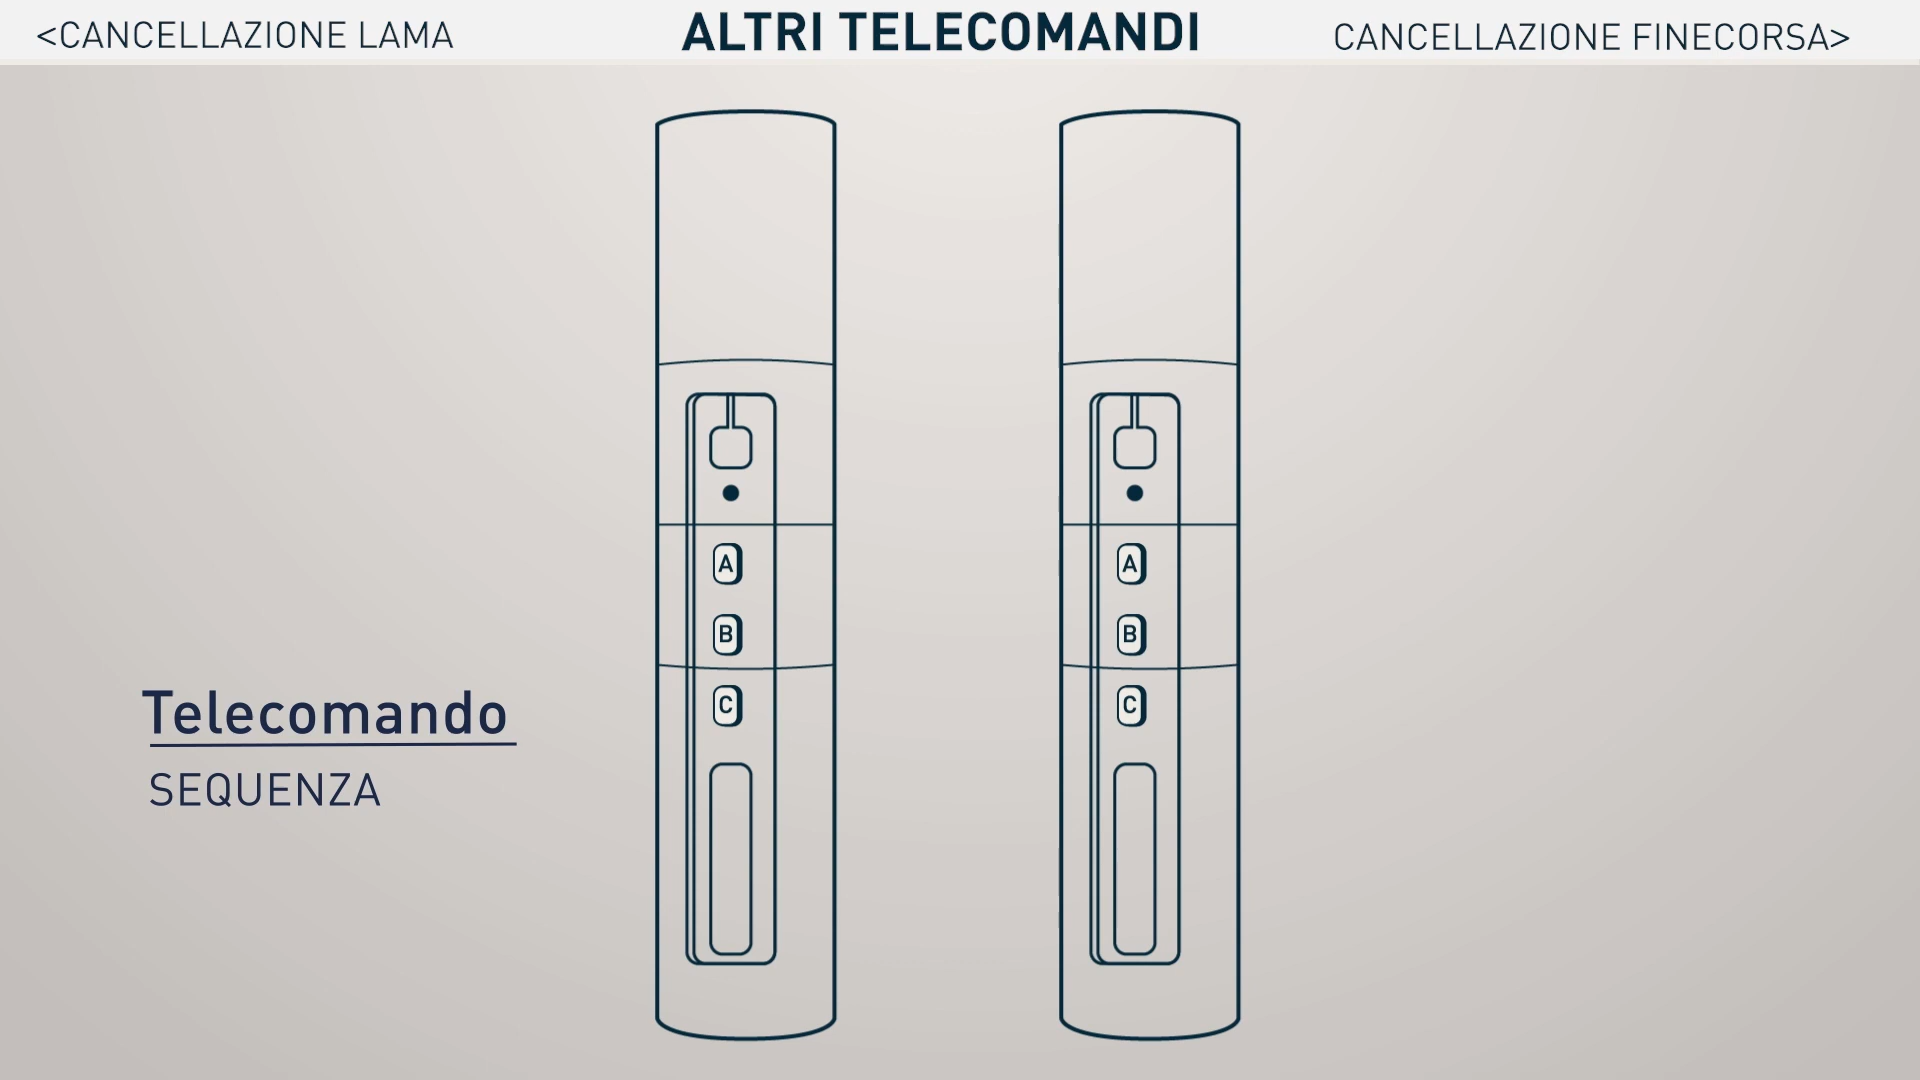 <CANCELLAZIONE LAMA
ALTRI TELECOMANDI
CANCELLAZIONE FINECORSA>
A
B
C
A
B
C
Telecomando
SEQUENZA